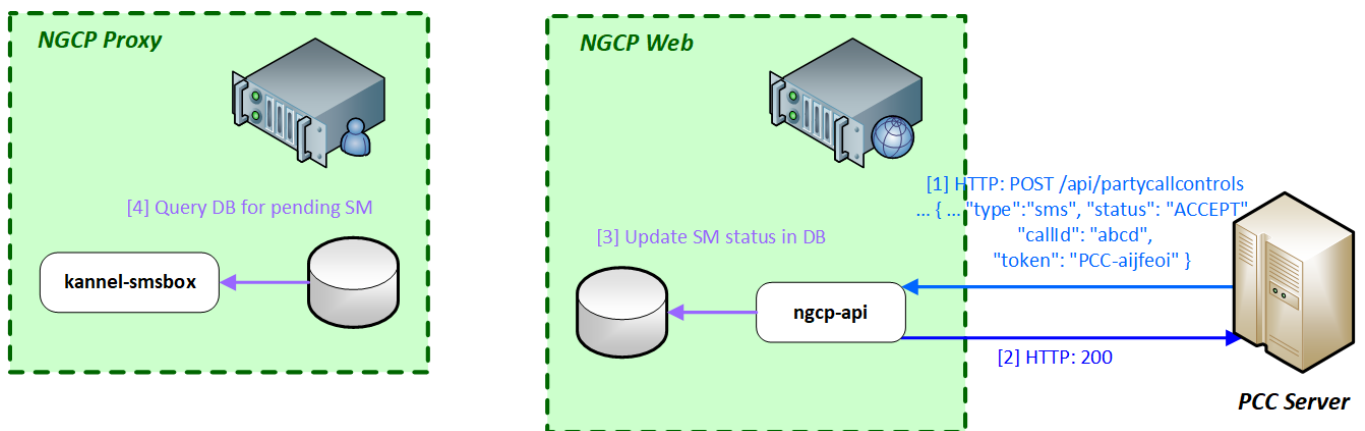 NGCP Proxy
[4] Query DB for pending SM
kannel-smsbox
NGCP Web
[1] HTTP: POST /api/partycallcontrols
... { ... "type":"sms", "status": "ACCEPT"
"callId": "abcd",
"token": "PCC-aijfeoi" }
[3] Update SM status in DB
ngcp-api
[2] HTTP: 200
PCC Server